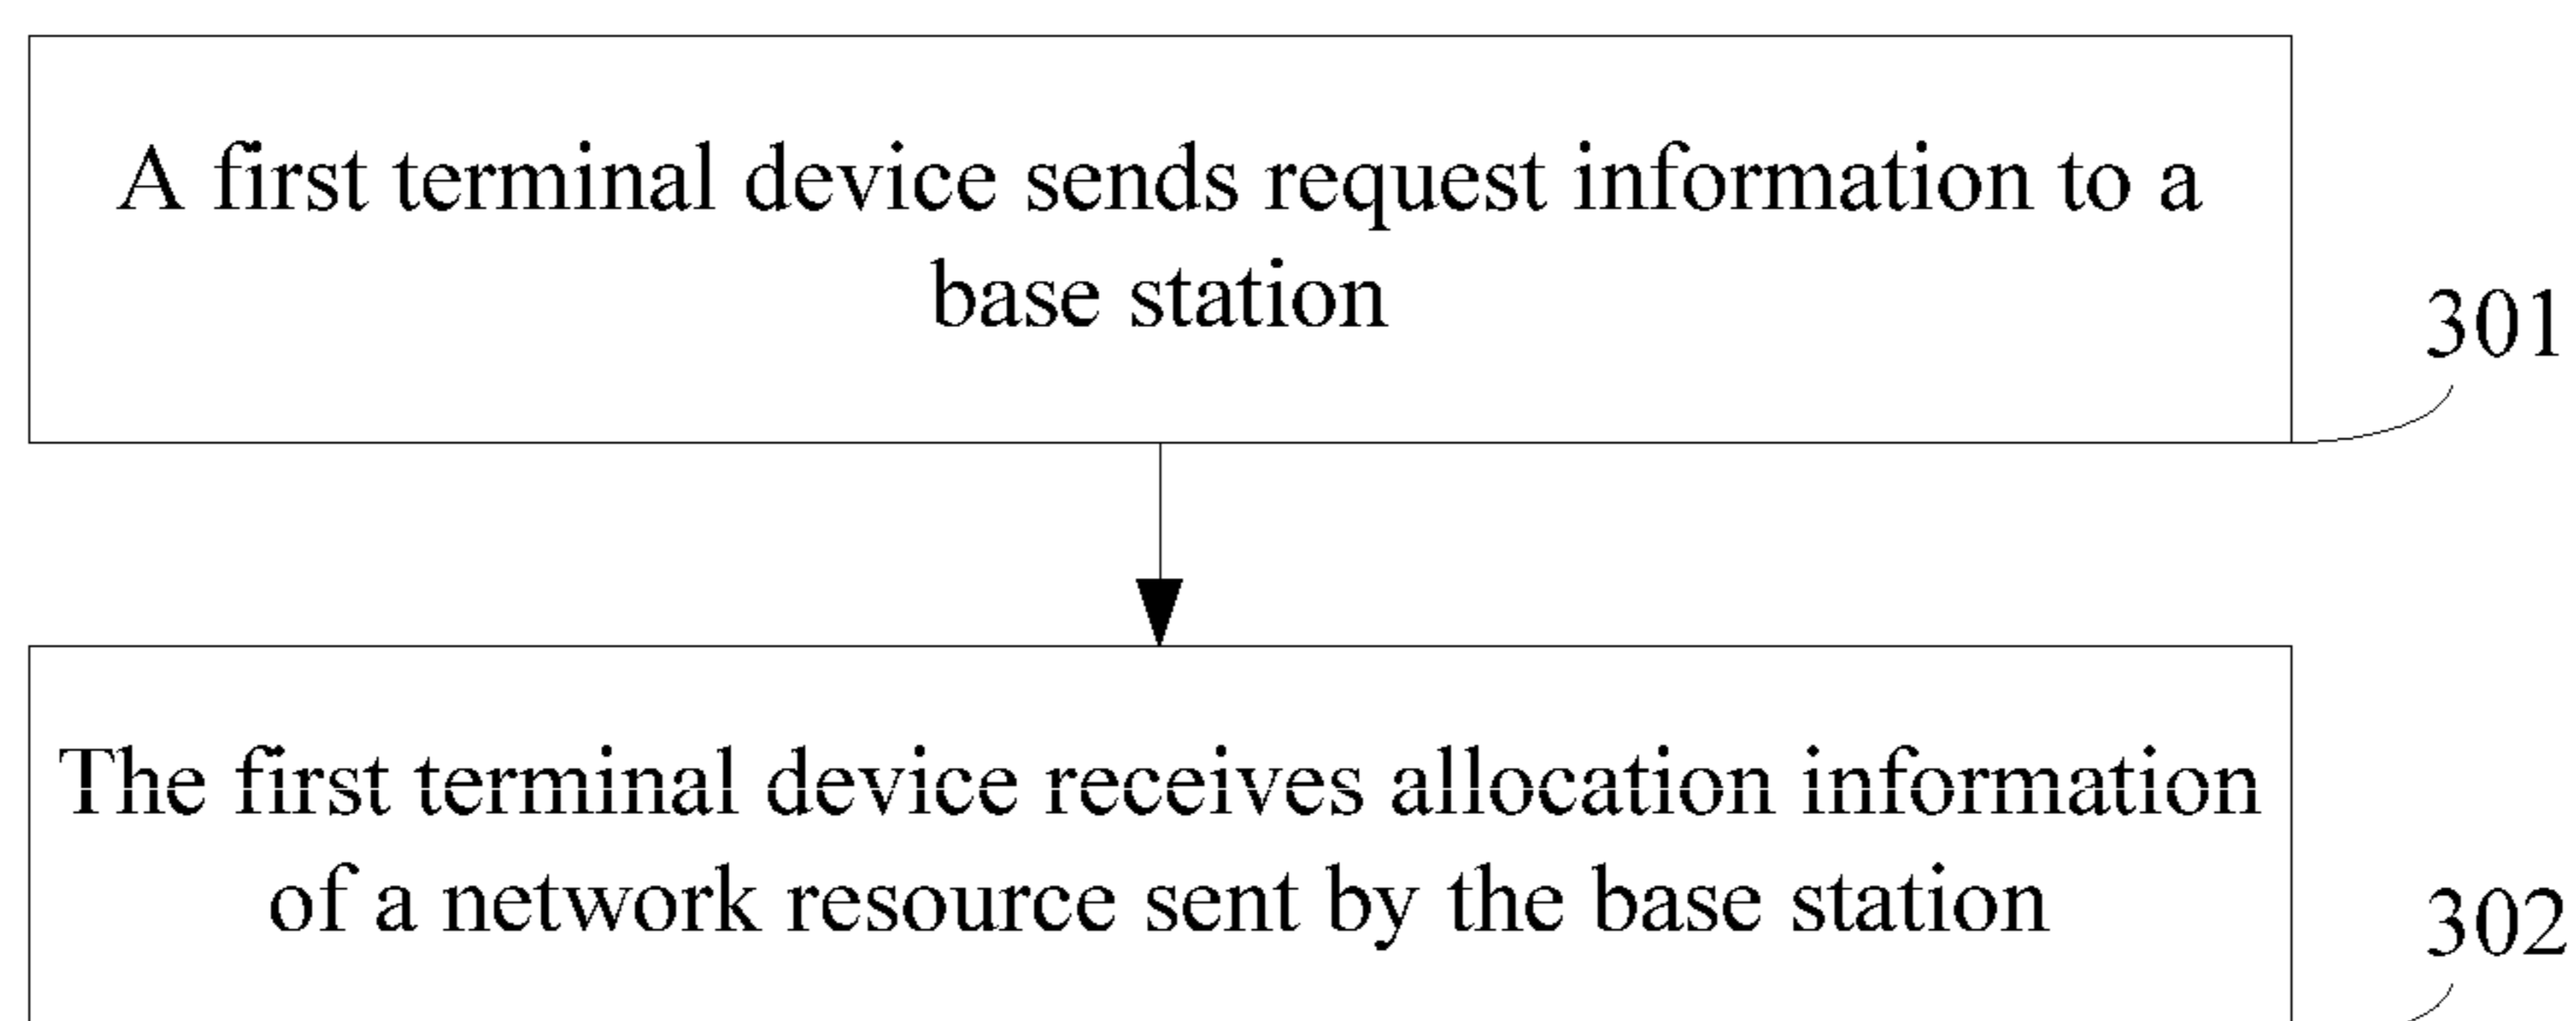 A first terminal device sends request information to a
base station
301
The first terminal device receives allocation information
of a network resource sent by the base station
302